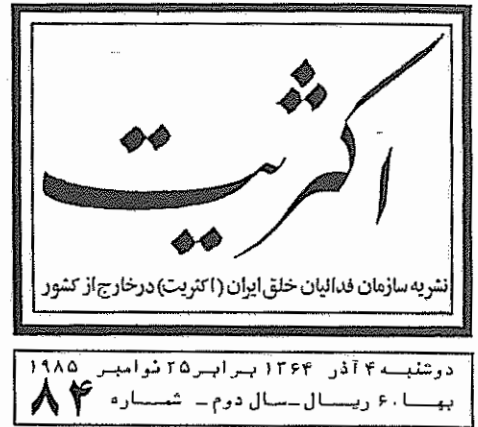 اکثریت
نشریه سازمان فدائیان خلق ایران (اکثریت) درخارج از کشور
دوشنبه ۴ آذر ۱۳۶۴ برابر ۲۵ نوامبر ۱۹۸۵
بها ۶۰ ریال _ سال دوم _ شماره ۸۴